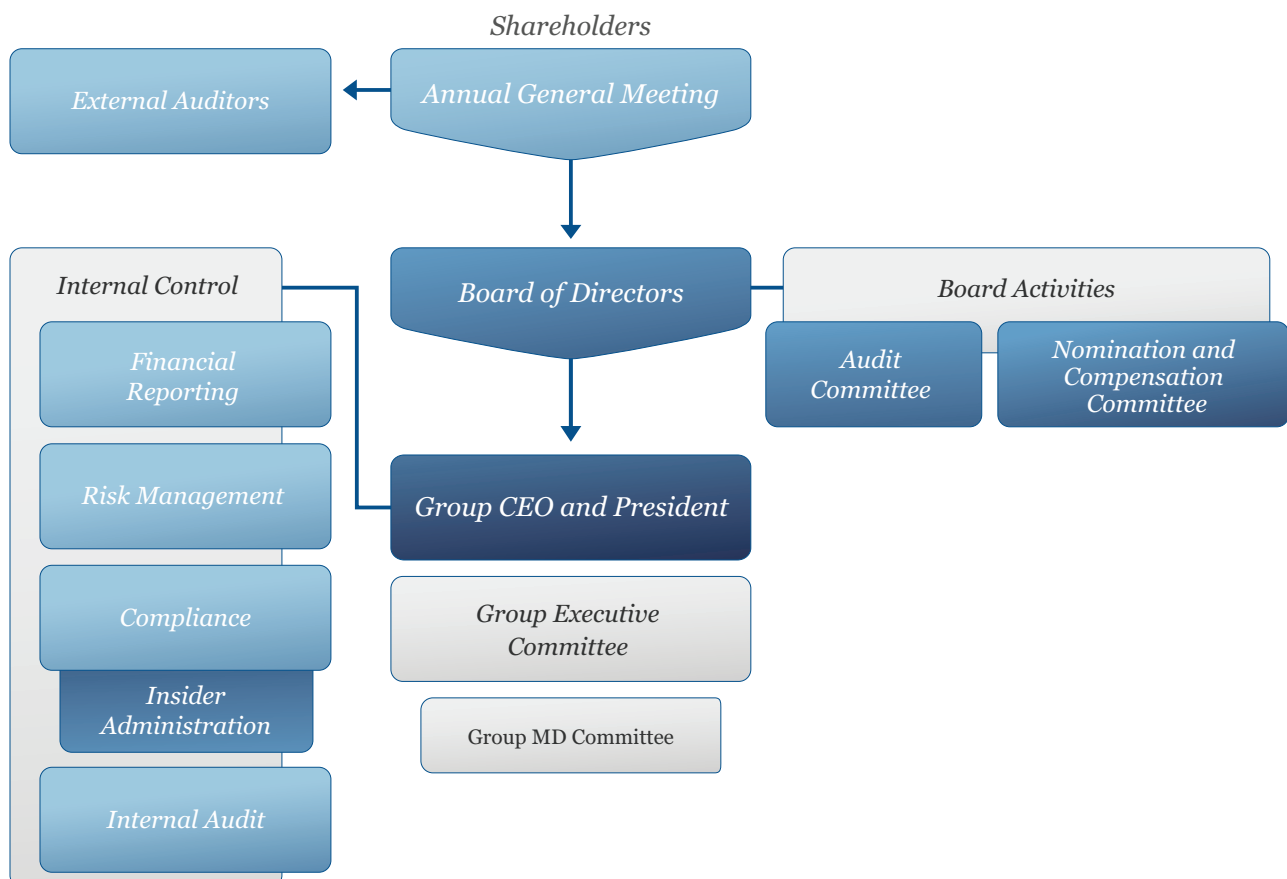 Shareholders
External Auditors
Annual General Meeting
Internal Control
Board of Directors
Board Activities
Financial
Reporting
Audit
Committee
Nomination and
Compensation
Committee
Risk Management
Group CEO and President
Compliance
Group Executive
Committee
Insider
Administration
Group MD Committee
Internal Audit